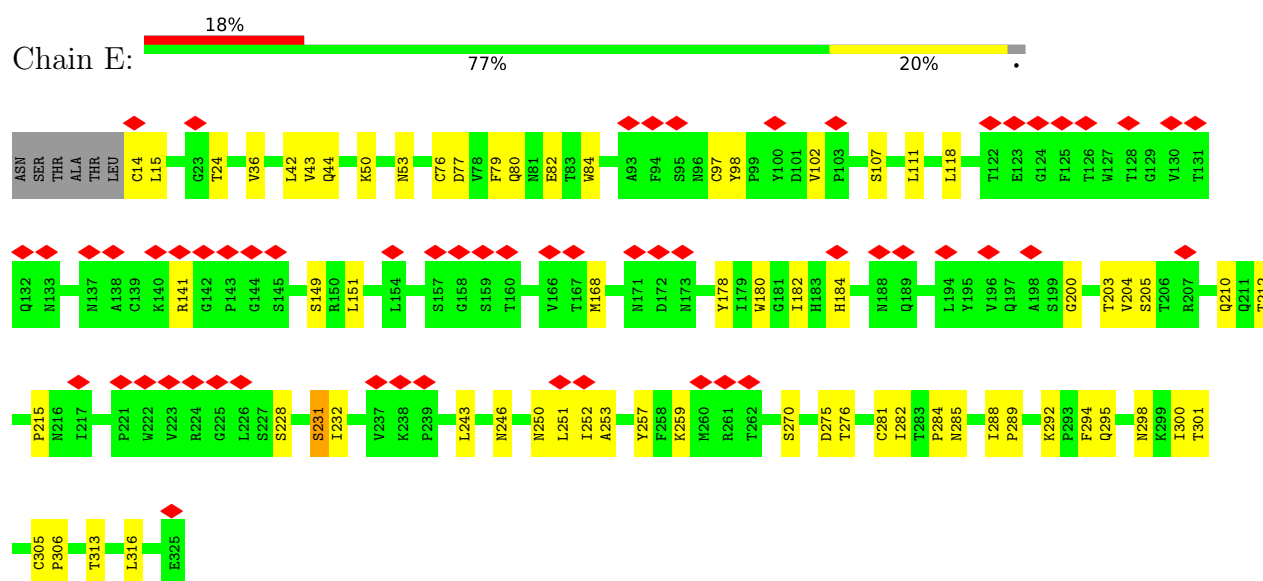 18%
Chain E:
77% 20% •
ASN SER THR ALA THR LEU C14 L15 G23 T24 V36 L42 V43 Q44 K50 N53 C76 D77 V78 F79 Q80 N81 E82 T83 W84 A93 F94 S95 N96 C97 Y98 P99 Y100 D101 V102 P103 S107 L111 L118 T122 E123 G124 F125 T126 W127 T128 G129 V130 T131
Q132 N133 N137 A138 C139 K140 R141 G142 P143 G144 S145 S149 R150 L151 L154 S157 G158 S159 T160 V166 T167 M168 N171 D172 N173 Y178 I179 W180 G181 I182 H183 H184 N188 Q189 L194 Y195 V196 Q197 A198 S199 G200 T203 V204 S205 T206 R207 Q210 Q211 T212
P215 N216 I217 P221 W222 V223 R224 G225 L226 S227 S228 S231 I232 V237 K238 P239 L243 N246 N250 L251 I252 A253 Y257 F258 K259 M260 R261 T262 S270 D275 T276 C281 I282 T283 P284 N285 I288 P289 K292 P293 F294 Q295 N298 K299 I300 T301
C305 P306 T313 L316 E325